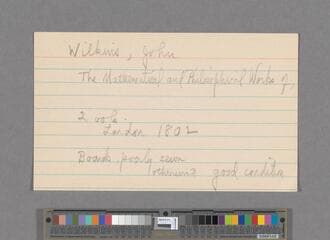 Wilkins, John
The Mathematical and Philosophical Works of,
2 vols.
London 1802
Boards, poorly sewn
otherwise good condition